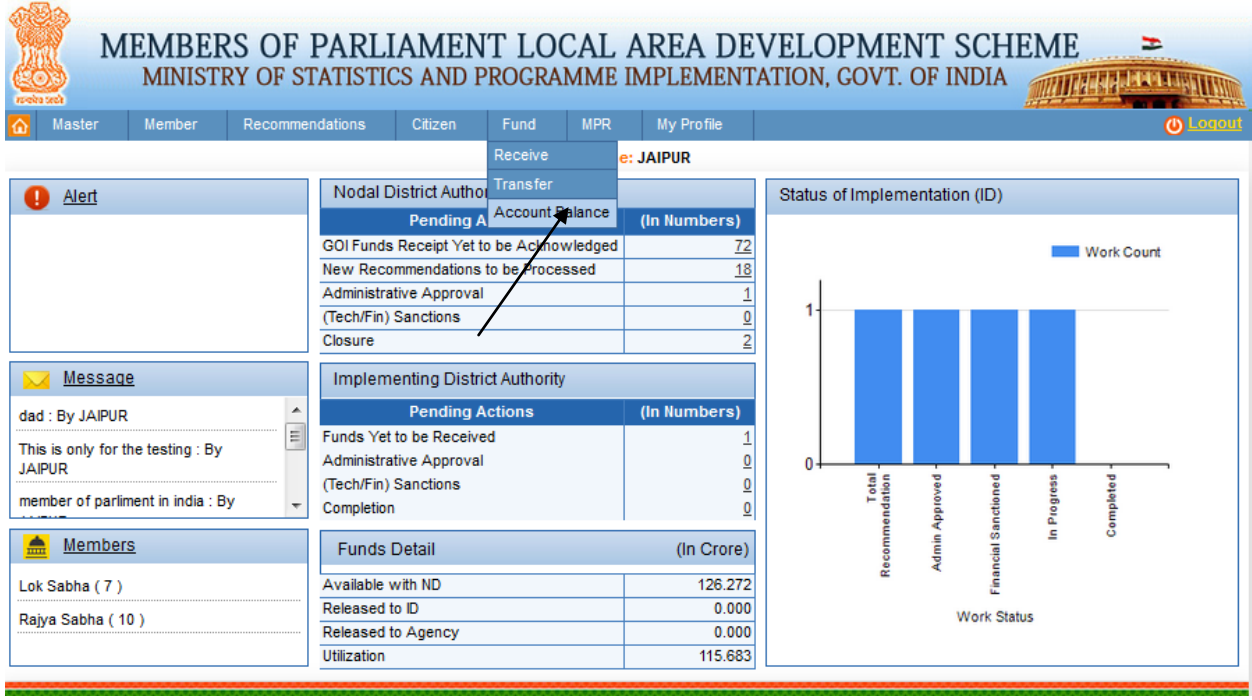 सत्यमेव जयते
MEMBERS OF PARLIAMENT LOCAL AREA DEVELOPMENT SCHEME
MINISTRY OF STATISTICS AND PROGRAMME IMPLEMENTATION, GOVT. OF INDIA
Master Member Recommendations Citizen Fund MPR My Profile Logout
Receive
Transfer
Account Balance
e: JAIPUR
Alert
Message
dad : By JAIPUR
This is only for the testing : By
JAIPUR
member of parliment in india : By
Members
Lok Sabha ( 7 )
Rajya Sabha ( 10 )
Nodal District Author
Pending A (In Numbers)
GOI Funds Receipt Yet to be Acknowledged 72
New Recommendations to be Processed 18
Administrative Approval 1
(Tech/Fin) Sanctions 0
Closure 2
Implementing District Authority
Pending Actions (In Numbers)
Funds Yet to be Received 1
Administrative Approval 0
(Tech/Fin) Sanctions 0
Completion 0
Funds Detail (In Crore)
Available with ND 126.272
Released to ID 0.000
Released to Agency 0.000
Utilization 115.683
Status of Implementation (ID)
Work Count
1
0
Total
Recommendation
Admin Approved
Financial Sanctioned
In Progress
Completed
Work Status